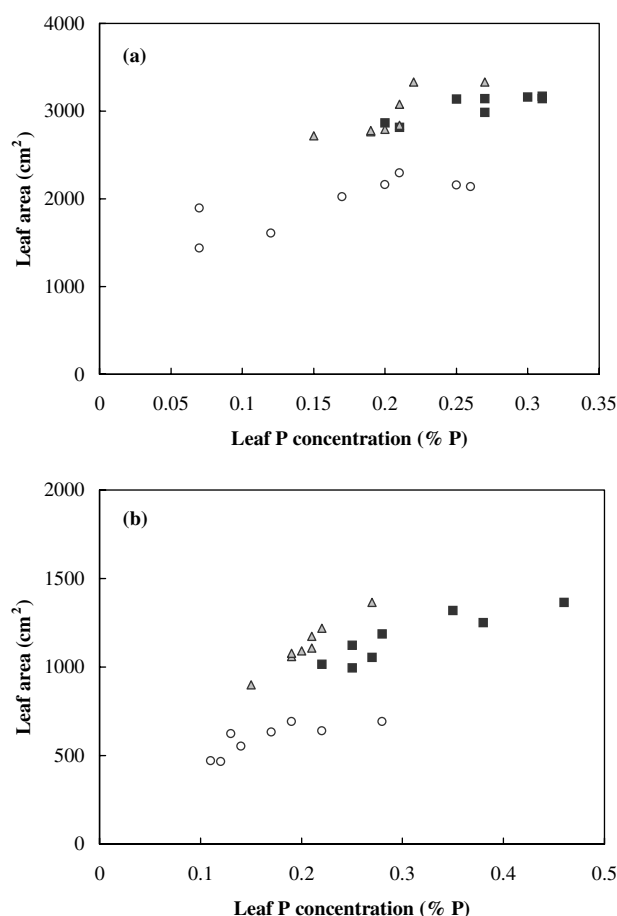 (a)
4000
3000
2000
1000
0
Leaf area (cm²)
0 0.05 0.1 0.15 0.2 0.25 0.3 0.35
Leaf P concentration (% P)
(b)
2000
1500
1000
500
0
Leaf area (cm²)
0 0.1 0.2 0.3 0.4 0.5
Leaf P concentration (% P)